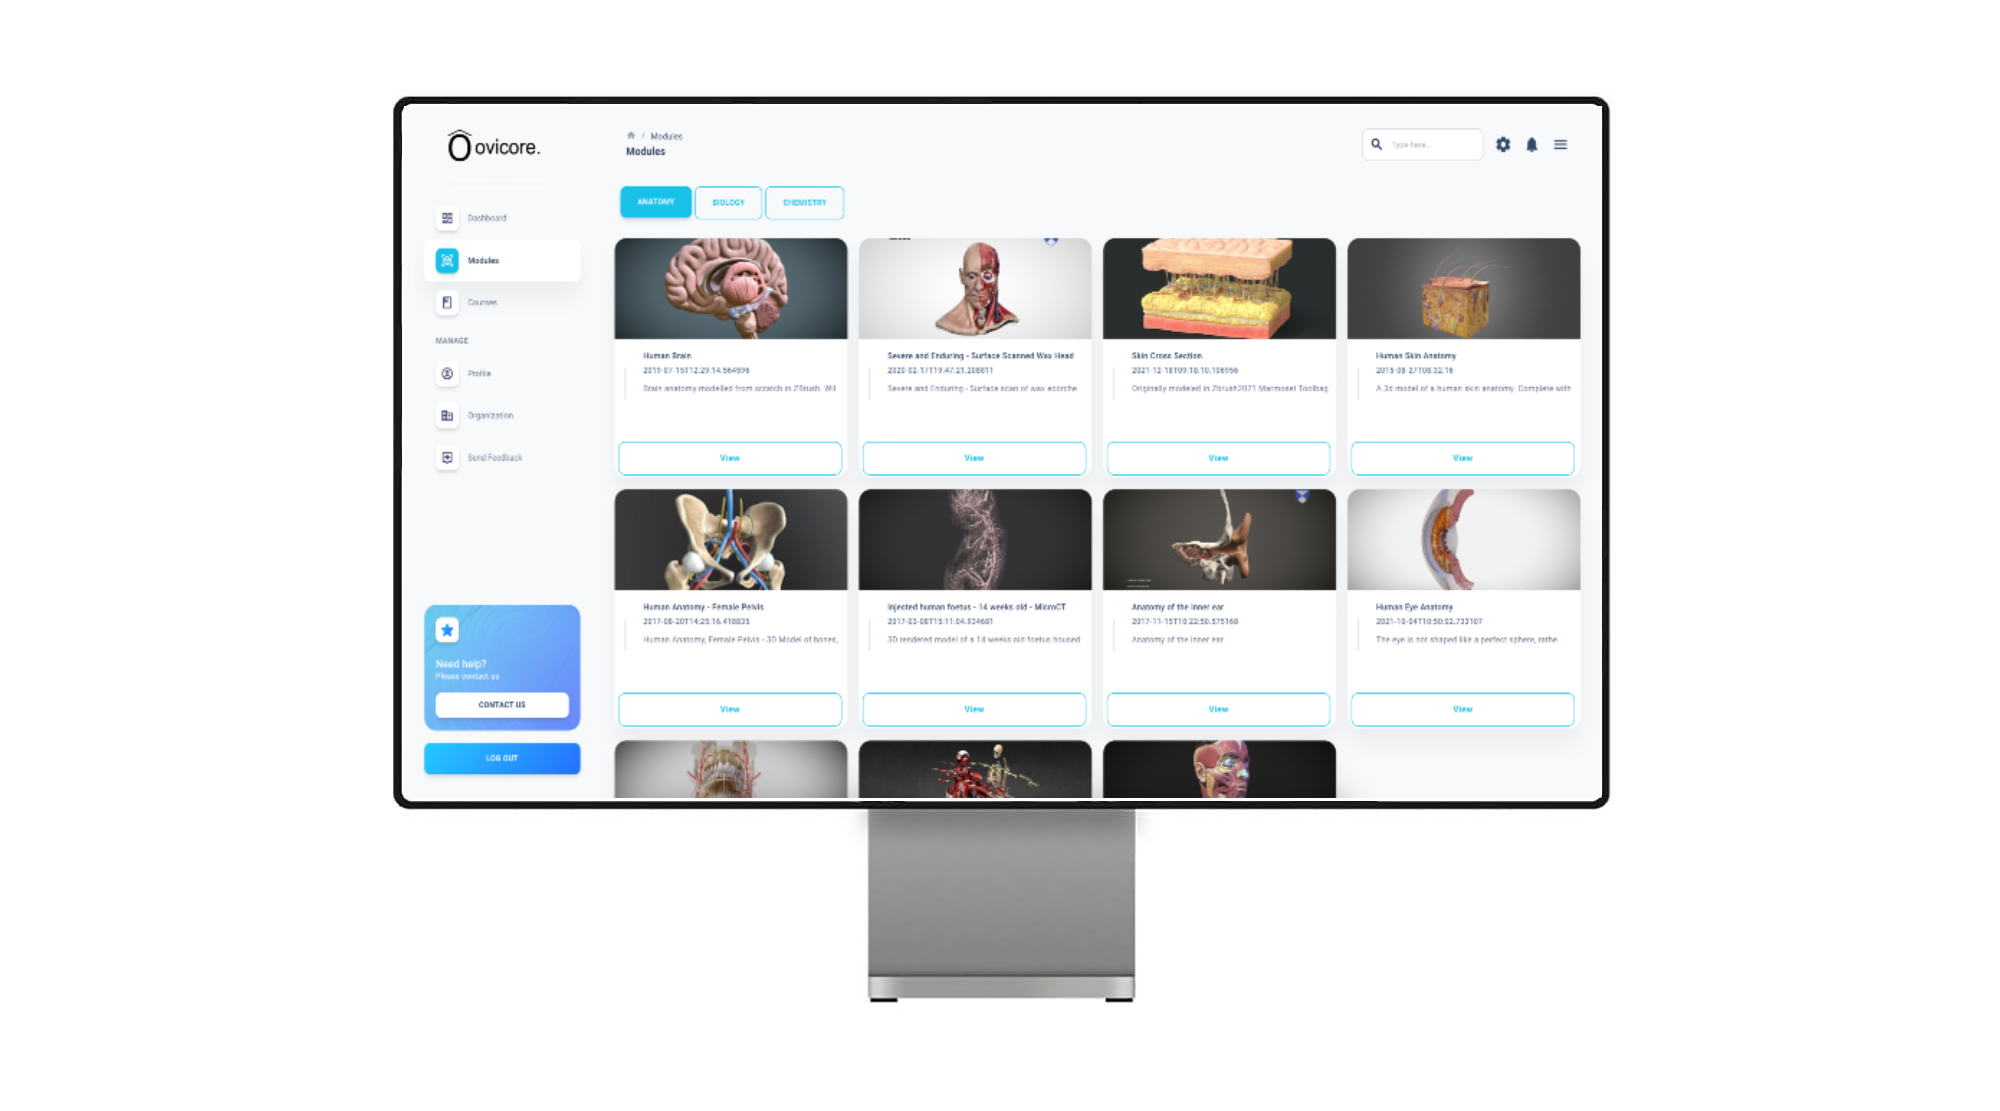 ovicore.
/ Modules
Modules
Type here...
Dashboard
Modules
Courses
MANAGE
Profile
Organization
Send Feedback
Need help?
Please contact us
CONTACT US
LOG OUT
ANATOMY BIOLOGY CHEMISTRY
Human Brain
2019-07-15T12:29:14.564596
Brain anatomy modelled from scratch in ZBrush. Wil
View
Severe and Enduring - Surface Scanned Wax Head
2020-02-17T19:47:21.208811
Severe and Enduring - Surface scan of wax ecorche
View
Skin Cross Section
2021-12-18T09:18:10.106956
Originally modeled in Zbrush2021 Marmoset Toolbag
View
Human Skin Anatomy
2015-08-27T08:32:16
A 3d model of a human skin anatomy. Complete with
View
Human Anatomy - Female Pelvis
2017-08-20T14:25:16.418835
Human Anatomy, Female Pelvis - 3D Model of bones,
View
Injected human foetus - 14 weeks old - MicroCT
2017-03-08T15:11:04.934681
3D rendered model of a 14 weeks old foetus housed
View
Anatomy of the inner ear
2017-11-15T10:22:50.575168
Anatomy of the inner ear
View
Human Eye Anatomy
2021-10-04T10:50:02.733107
The eye is not shaped like a perfect sphere, rathe
View